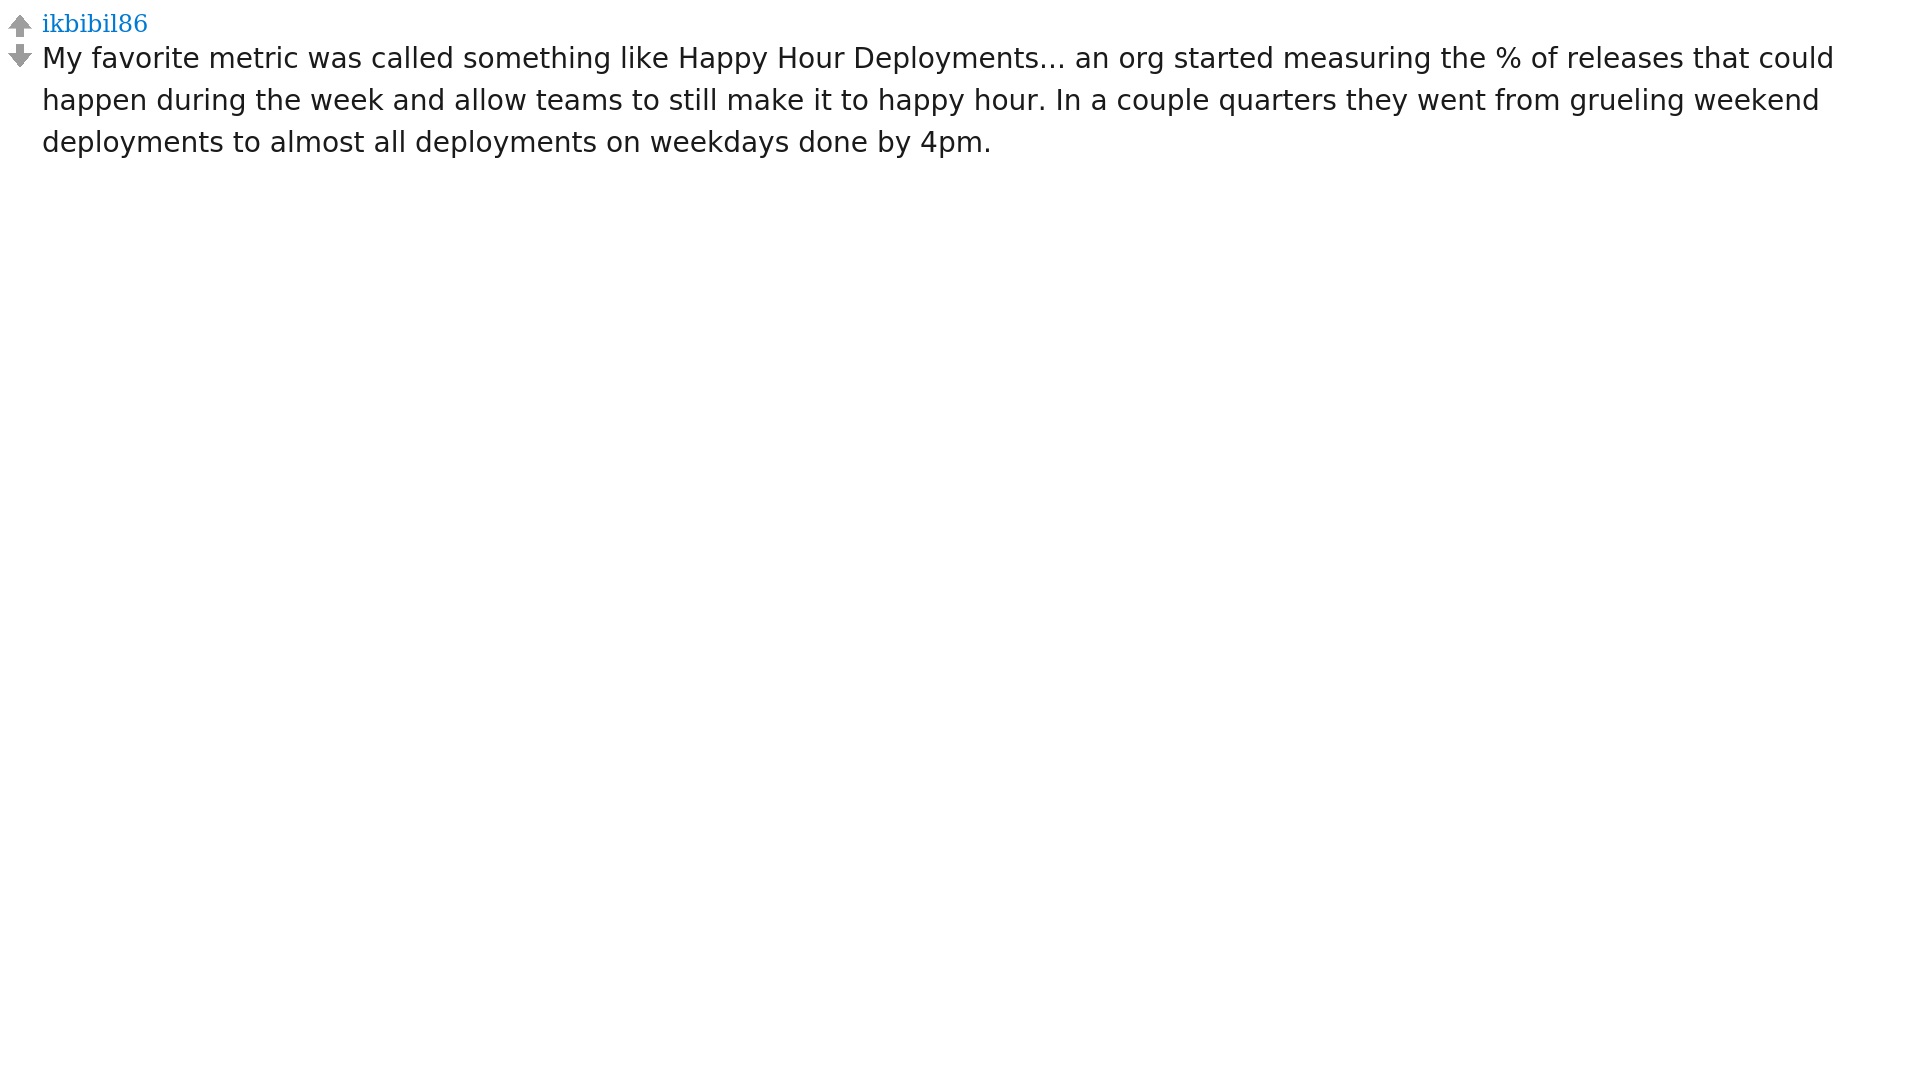 ikbibil86
My favorite metric was called something like Happy Hour Deployments... an org started measuring the % of releases that could
happen during the week and allow teams to still make it to happy hour. In a couple quarters they went from grueling weekend
deployments to almost all deployments on weekdays done by 4pm.